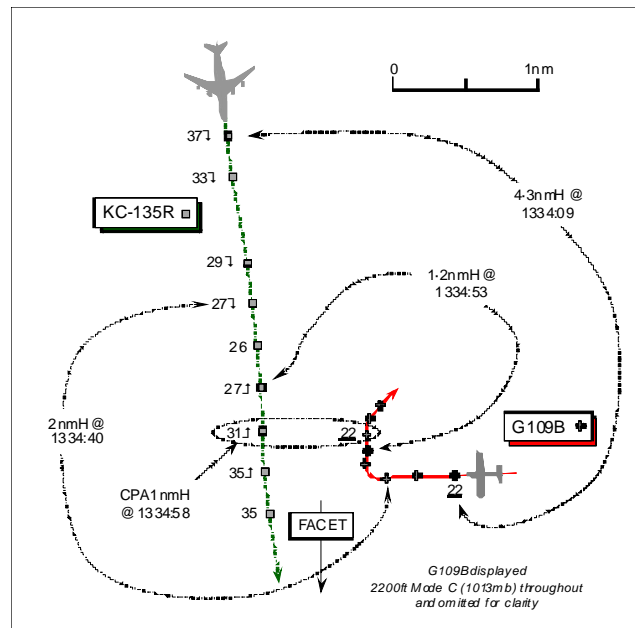 0 1nm
37↴
33↴
KC-135R
4·3nmH @
1334:09
29↴
1·2nmH @
1334:53
27↴
26
27↑
2nmH @
1334:40
31↑
22
G109B
35↑
22
CPA 1nmH
@ 1334:58
35
FACET
G109B displayed
2200ft Mode C (1013mb) throughout
and omitted for clarity